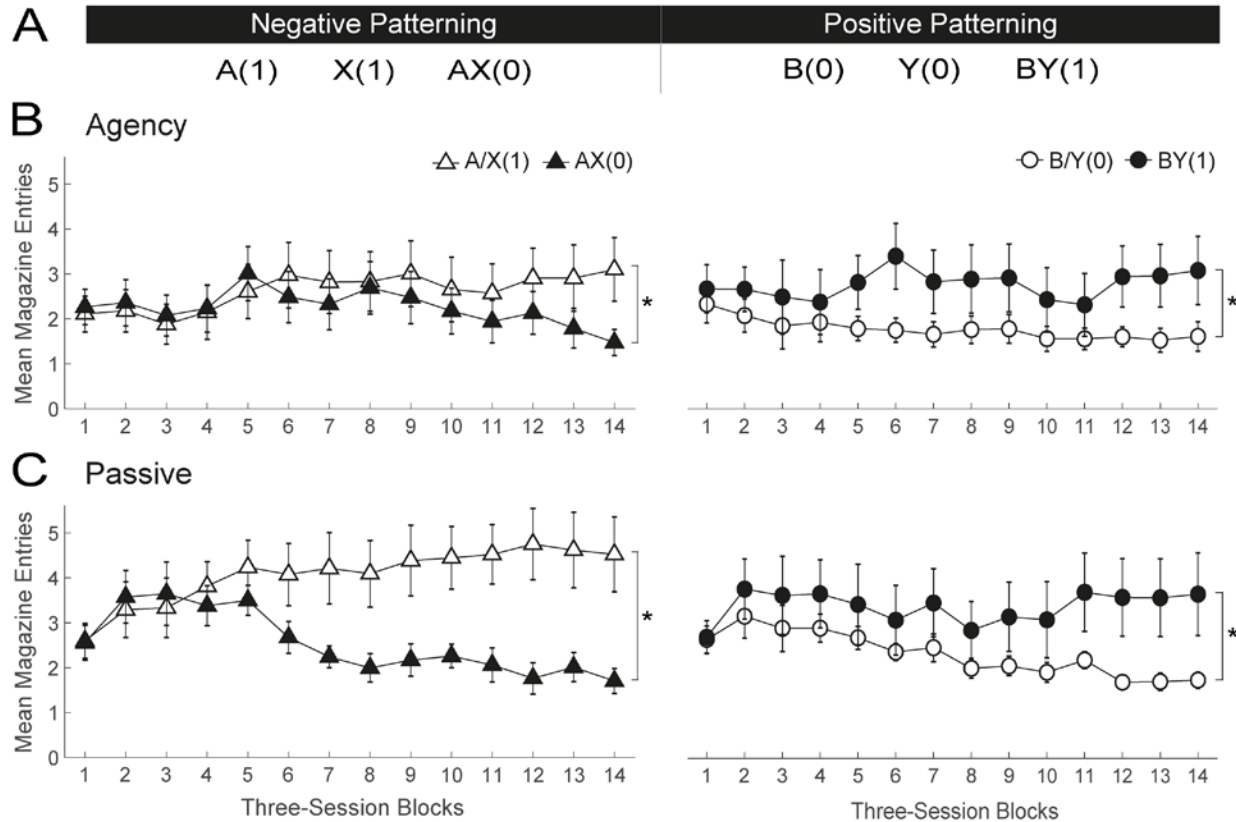 A
Negative Patterning Positive Patterning
A(1) X(1) AX(0) B(0) Y(0) BY(1)
B Agency
A/X(1) AX(0) B/Y(0) BY(1)
Mean Magazine Entries
5
4
3
2
1
0
1 2 3 4 5 6 7 8 9 10 11 12 13 14
*
1 2 3 4 5 6 7 8 9 10 11 12 13 14
*
C Passive
Mean Magazine Entries
5
4
3
2
1
0
1 2 3 4 5 6 7 8 9 10 11 12 13 14
*
Three-Session Blocks
1 2 3 4 5 6 7 8 9 10 11 12 13 14
*
Three-Session Blocks